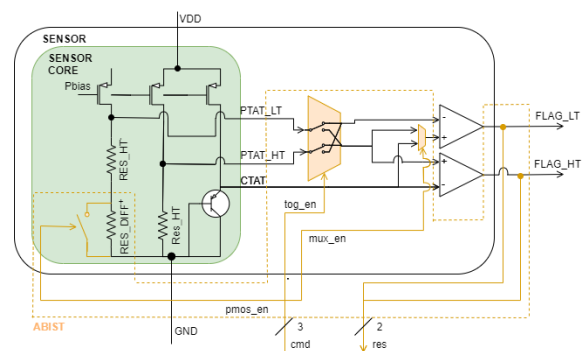 VDD
SENSOR
SENSOR
CORE
Pbias
PTAT_LT
FLAG_LT
RES_HT
PTAT_HT
FLAG_HT
CTAT
RES_DIFF+
Res_HT
tog_en
mux_en
pmos_en
ABIST
GND
3
2
cmd
res
-
+
+
-